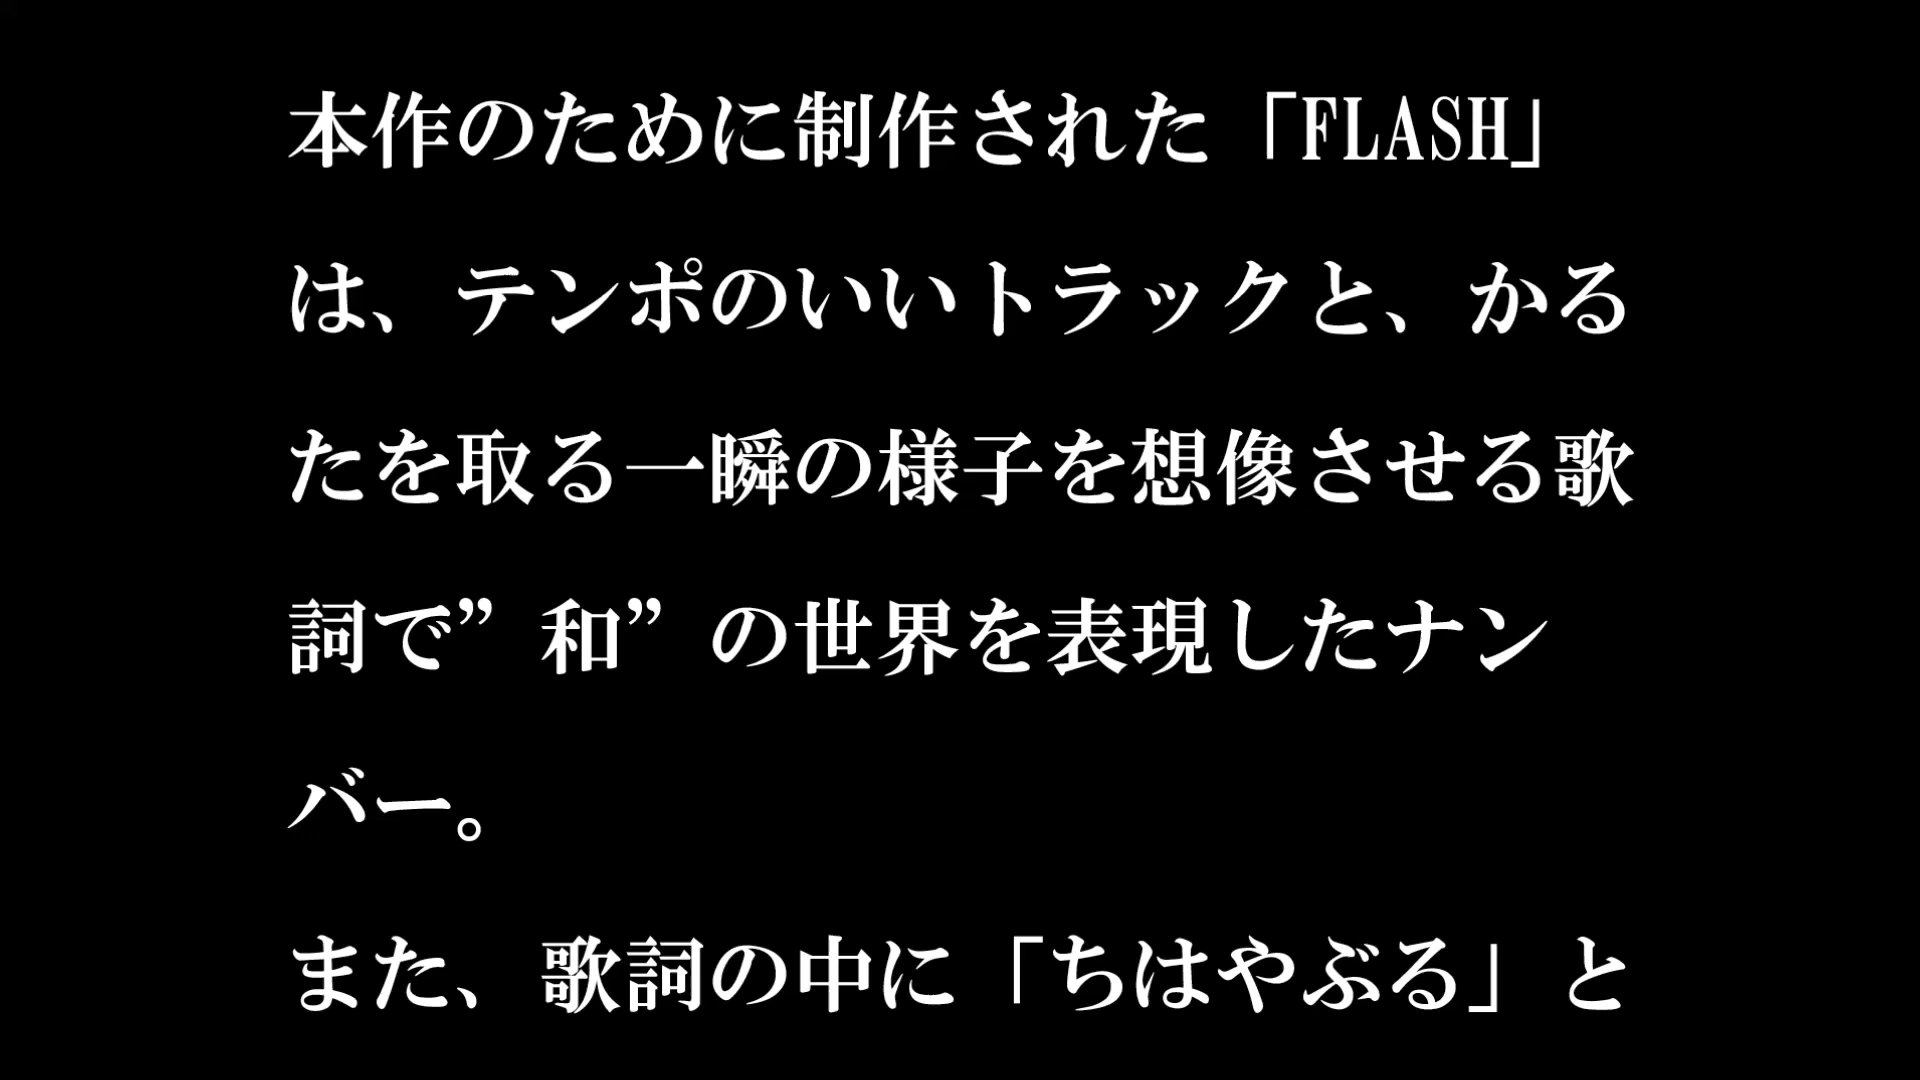 本作のために制作された「FLASH」
は、テンポのいいトラックと、かる
たを取る一瞬の様子を想像させる歌
詞で”和”の世界を表現したナン
バー。
また、歌詞の中に「ちはやぶる」と